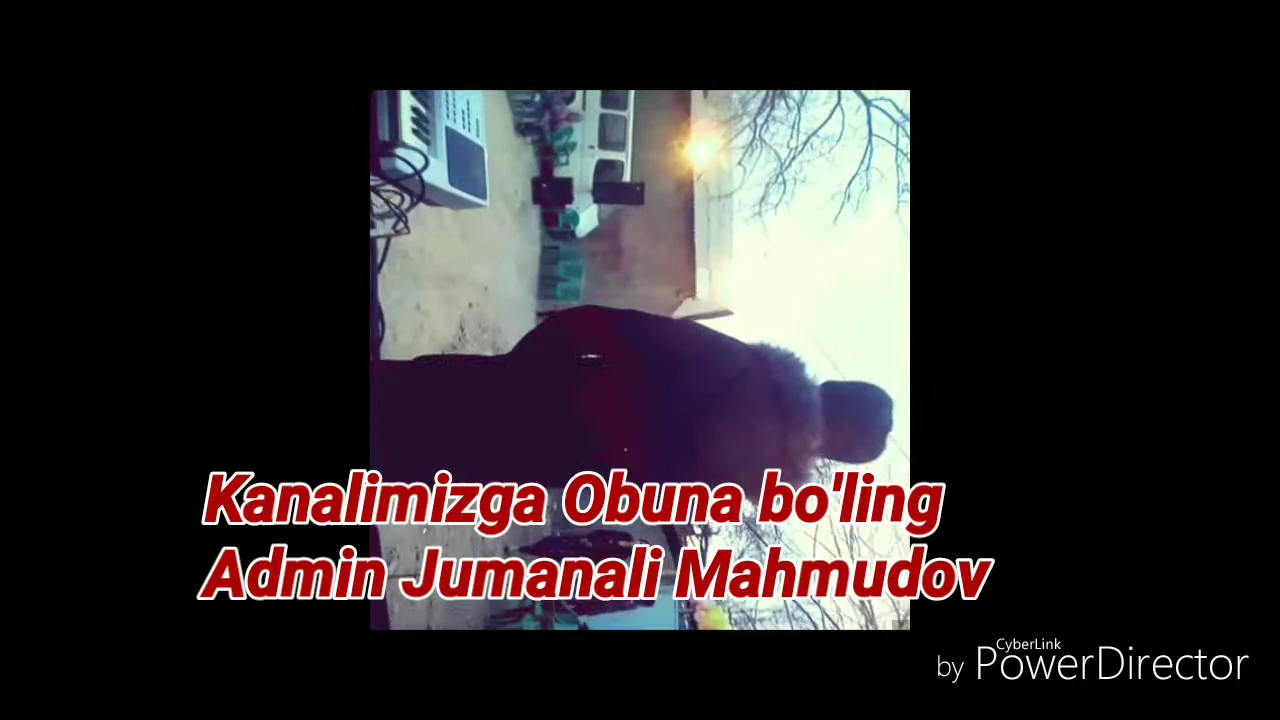 Kanalimizga Obuna bo'ling
Admin Jumanali Mahmudov
CyberLink
by PowerDirector